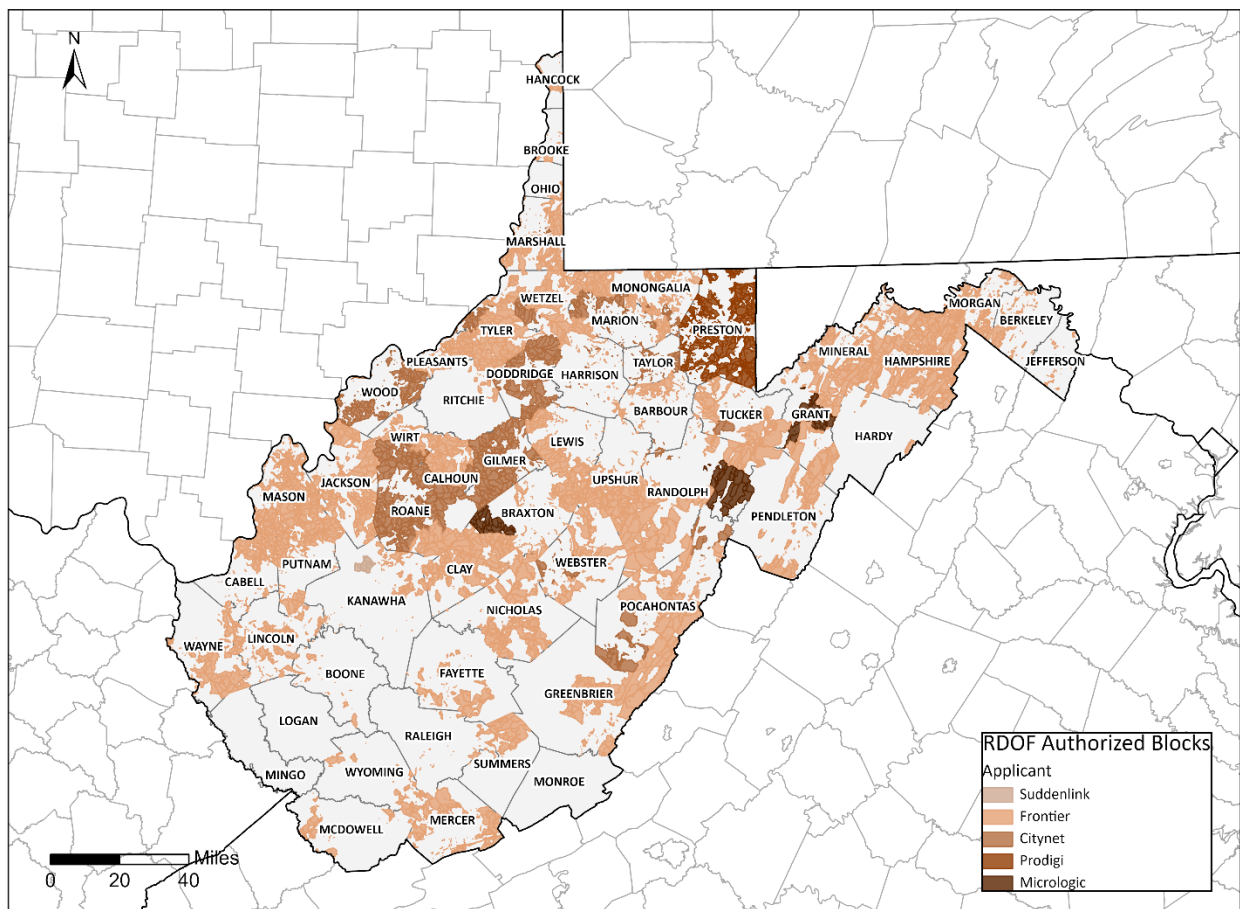 N
HANCOCK
BROOKE
OHIO
MARSHALL
WETZEL
MONONGALIA
MARION
PRESTON
TYLER
PLEASANTS
DODDRIDGE
HARRISON
TAYLOR
WOOD
RITCHIE
BARBOUR
TUCKER
GRANT
MINERAL
HAMPSHIRE
MORGAN
BERKELEY
JEFFERSON
HARDY
WIRT
LEWIS
GILMER
CALHOUN
JACKSON
MASON
ROANE
BRAXTON
UPSHUR
RANDOLPH
PENDLETON
PUTNAM
CABELL
KANAWHA
CLAY
WEBSTER
NICHOLAS
POCAHONTAS
WAYNE
LINCOLN
BOONE
FAYETTE
GREENBRIER
LOGAN
RALEIGH
SUMMERS
MONROE
MINGO
WYOMING
MCDOWELL
MERCER
RDOF Authorized Blocks
Applicant
Suddenlink
Frontier
Citynet
Prodigi
Micrologic
Miles
0 20 40